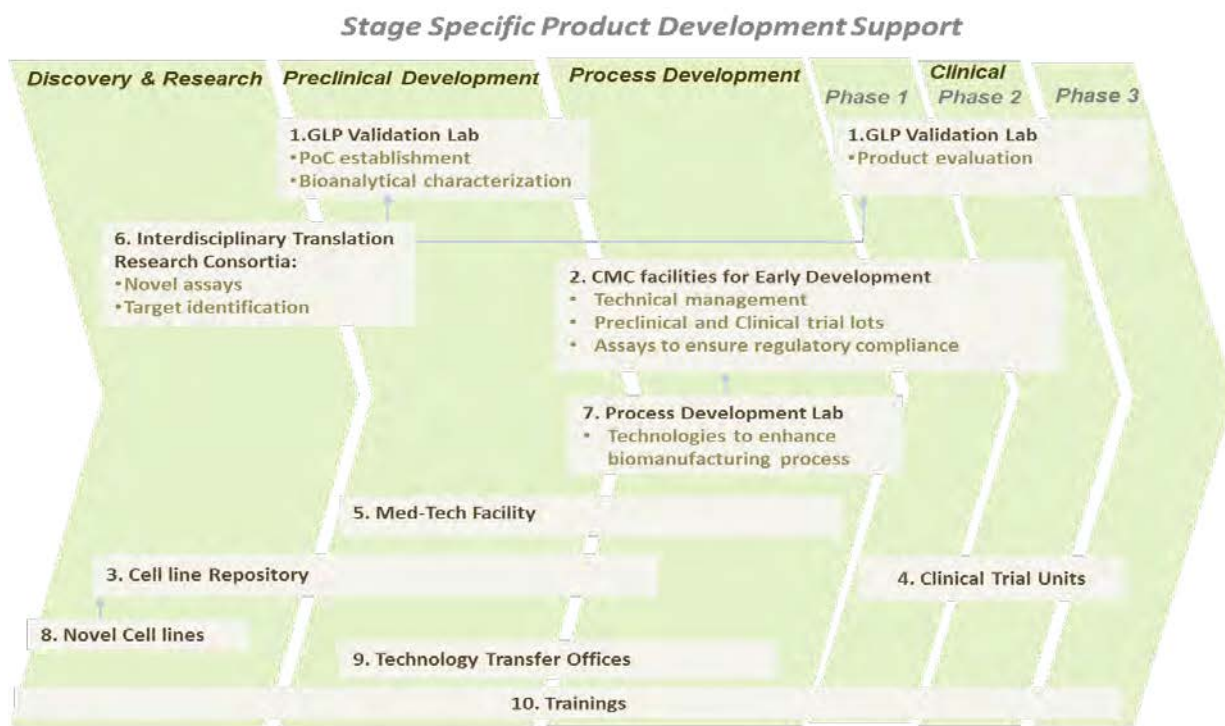 Stage Specific Product Development Support
Discovery & Research
Preclinical Development
Process Development
Clinical
Phase 1
Phase 2
Phase 3
1.GLP Validation Lab
•PoC establishment
•Bioanalytical characterization
1.GLP Validation Lab
•Product evaluation
6. Interdisciplinary Translation
Research Consortia:
•Novel assays
•Target identification
2. CMC facilities for Early Development
• Technical management
• Preclinical and Clinical trial lots
• Assays to ensure regulatory compliance
7. Process Development Lab
• Technologies to enhance
biomanufacturing process
5. Med-Tech Facility
3. Cell line Repository
4. Clinical Trial Units
8. Novel Cell lines
9. Technology Transfer Offices
10. Trainings